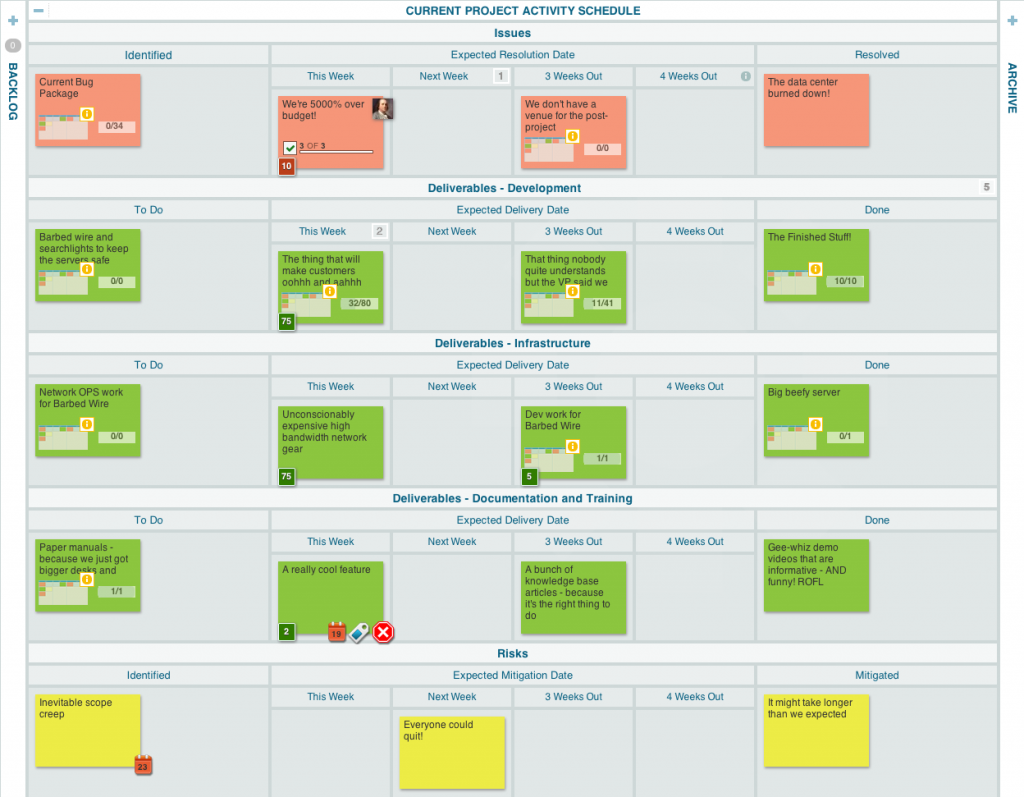 CURRENT PROJECT ACTIVITY SCHEDULE
0
BACKLOG
ARCHIVE
Issues
Identified
Expected Resolution Date
Resolved
This Week
Next Week
1
3 Weeks Out
4 Weeks Out
Current Bug
Package
0/34
We're 5000% over
budget!
3 OF 3
10
We don't have a
venue for the post-
project
0/0
The data center
burned down!
Deliverables - Development
5
To Do
Expected Delivery Date
Done
This Week
2
Next Week
3 Weeks Out
4 Weeks Out
Barbed wire and
searchlights to keep
the servers safe
0/0
The thing that will
make customers
oohhh and aahhh
32/80
75
That thing nobody
quite understands
but the VP said we
11/41
The Finished Stuff!
10/10
Deliverables - Infrastructure
To Do
Expected Delivery Date
Done
This Week
Next Week
3 Weeks Out
4 Weeks Out
Network OPS work
for Barbed Wire
0/0
Unconscionably
expensive high
bandwidth network
gear
75
Dev work for
Barbed Wire
1/1
5
Big beefy server
0/1
Deliverables - Documentation and Training
To Do
Expected Delivery Date
Done
This Week
Next Week
3 Weeks Out
4 Weeks Out
Paper manuals -
because we just got
bigger desks and
1/1
A really cool feature
2
19
A bunch of
knowledge base
articles - because
it's the right thing to
do
Gee-whiz demo
videos that are
informative - AND
funny! ROFL
Risks
Identified
Expected Mitigation Date
Mitigated
This Week
Next Week
3 Weeks Out
4 Weeks Out
Inevitable scope
creep
23
Everyone could
quit!
It might take longer
than we expected